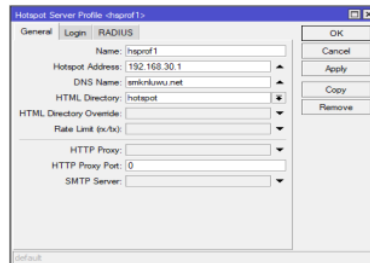 Hotspot Server Profile <hsprof1>
General Login RADIUS
Name: hsprof1
Hotspot Address: 192.168.30.1
DNS Name: smknluwu.net
HTML Directory: hotspot
HTML Directory Override:
Rate Limit (rx/tx):
HTTP Proxy:
HTTP Proxy Port: 0
SMTP Server:
OK
Cancel
Apply
Copy
Remove
default